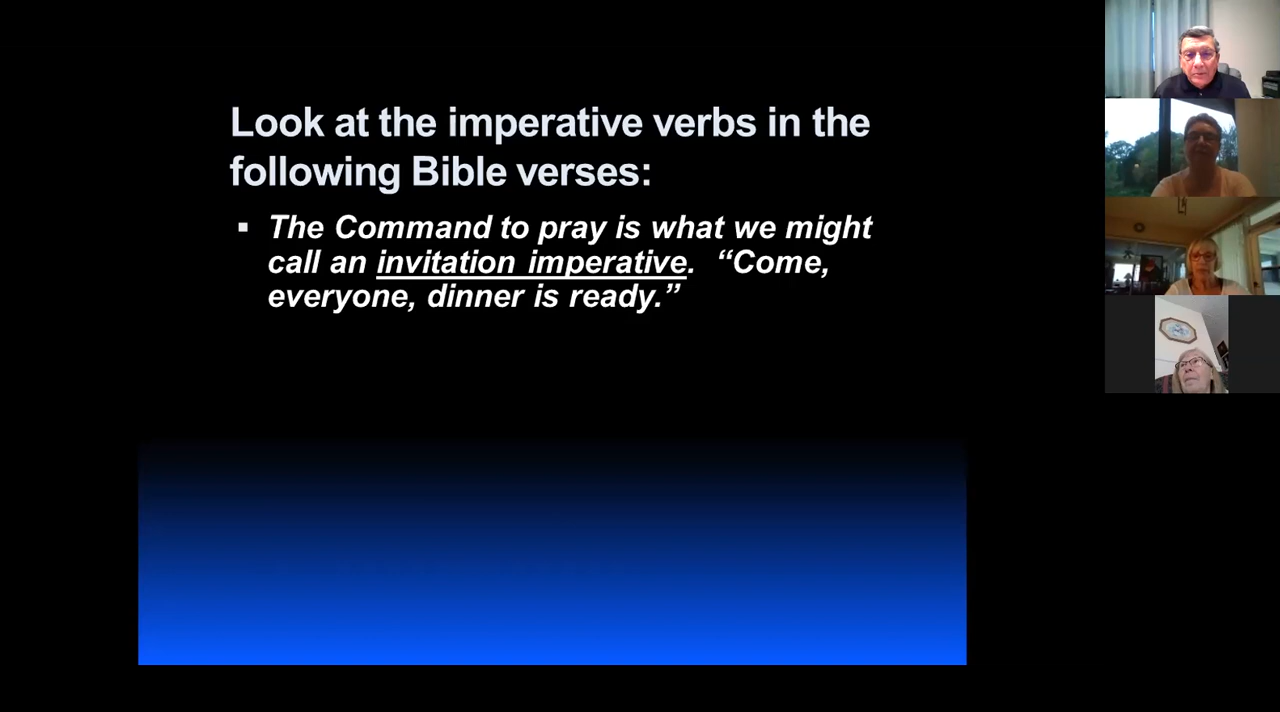 Look at the imperative verbs in the
following Bible verses:
▪ The Command to pray is what we might
call an invitation imperative.  “Come,
everyone, dinner is ready.”